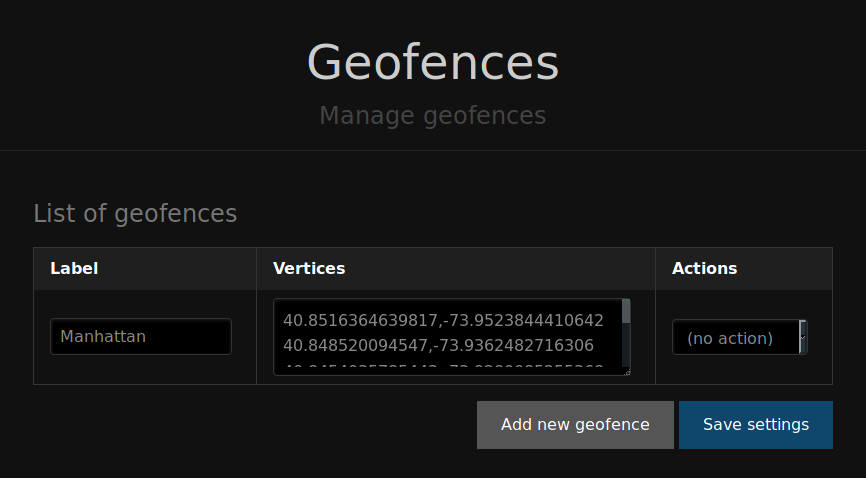 Geofences
Manage geofences
List of geofences
Label Vertices Actions
Manhattan
40.8516364639817,-73.9523844410642
40.848520094547,-73.9362482716306
(no action)
Add new geofence Save settings